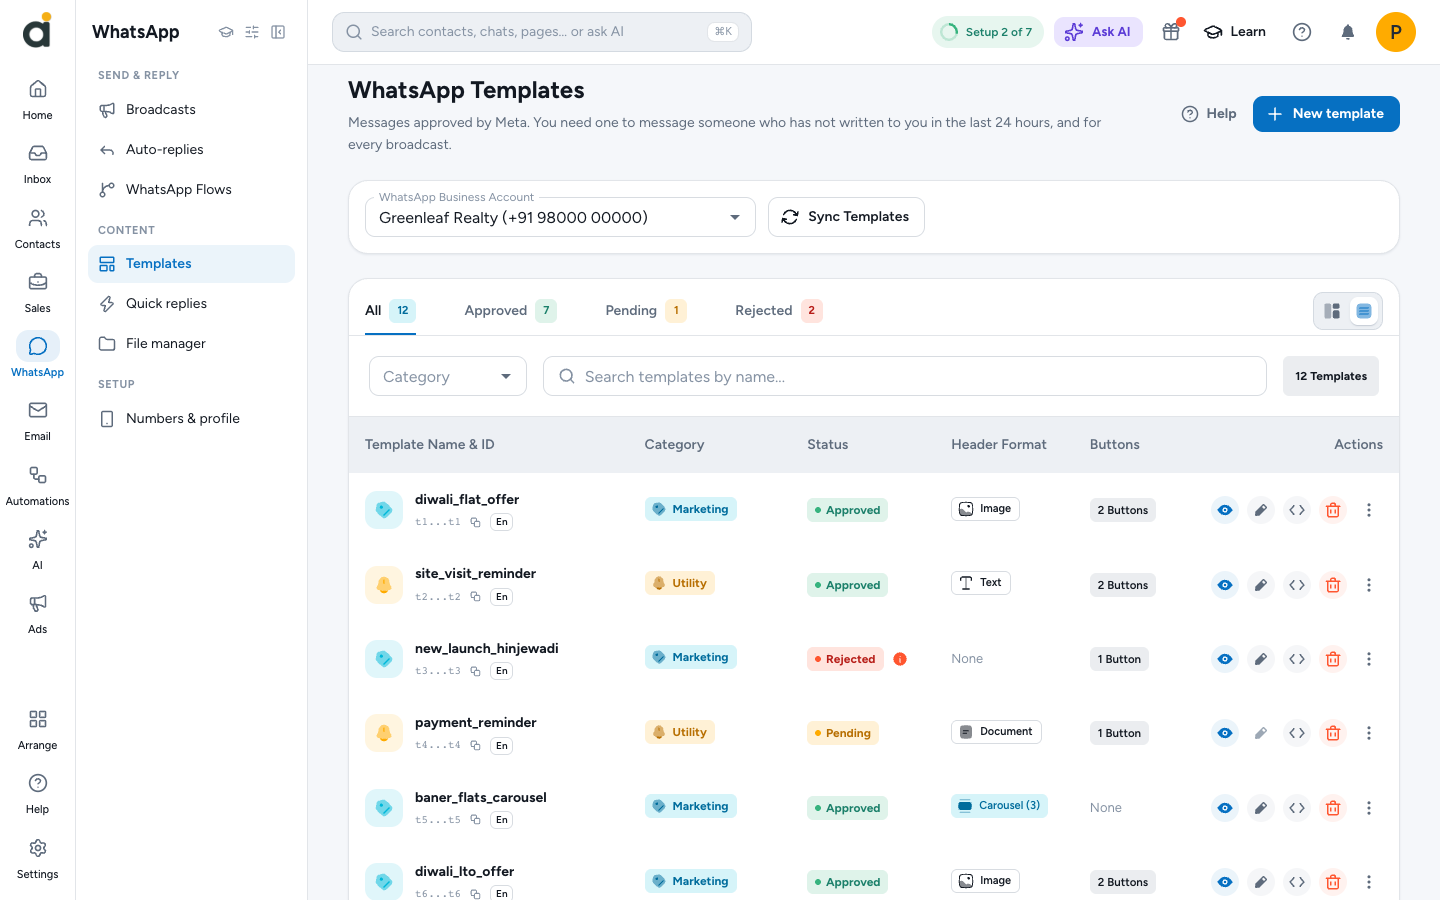 WhatsApp
Search contacts, chats, pages... or ask AI
⌘K
Setup 2 of 7
Ask AI
Learn
P
Home
Inbox
Contacts
Sales
WhatsApp
Email
Automations
AI
Ads
Arrange
Help
Settings
SEND & REPLY
Broadcasts
Auto-replies
WhatsApp Flows
CONTENT
Templates
Quick replies
File manager
SETUP
Numbers & profile
WhatsApp Templates
Messages approved by Meta. You need one to message someone who has not written to you in the last 24 hours, and for
every broadcast.
Help
New template
WhatsApp Business Account
Greenleaf Realty (+91 98000 00000)
Sync Templates
All 12
Approved 7
Pending 1
Rejected 2
Category
Search templates by name...
12 Templates
Template Name & ID Category Status Header Format Buttons Actions
diwali_flat_offer
t1...t1 En
Marketing Approved Image 2 Buttons
site_visit_reminder
t2...t2 En
Utility Approved Text 2 Buttons
new_launch_hinjewadi
t3...t3 En
Marketing Rejected None 1 Button
payment_reminder
t4...t4 En
Utility Pending Document 1 Button
baner_flats_carousel
t5...t5 En
Marketing Approved Carousel (3) None
diwali_lto_offer
t6...t6 En
Marketing Approved Image 2 Buttons